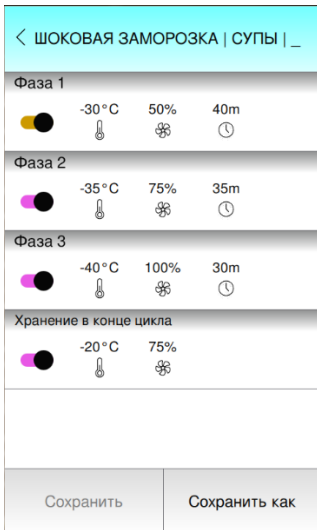 < ШОКОВАЯ ЗАМОРОЗКА | СУПЫ | _
Фаза 1
-30°C 50% 40m
Фаза 2
-35°C 75% 35m
Фаза 3
-40°C 100% 30m
Хранение в конце цикла
-20°C 75%
Сохранить Сохранить как